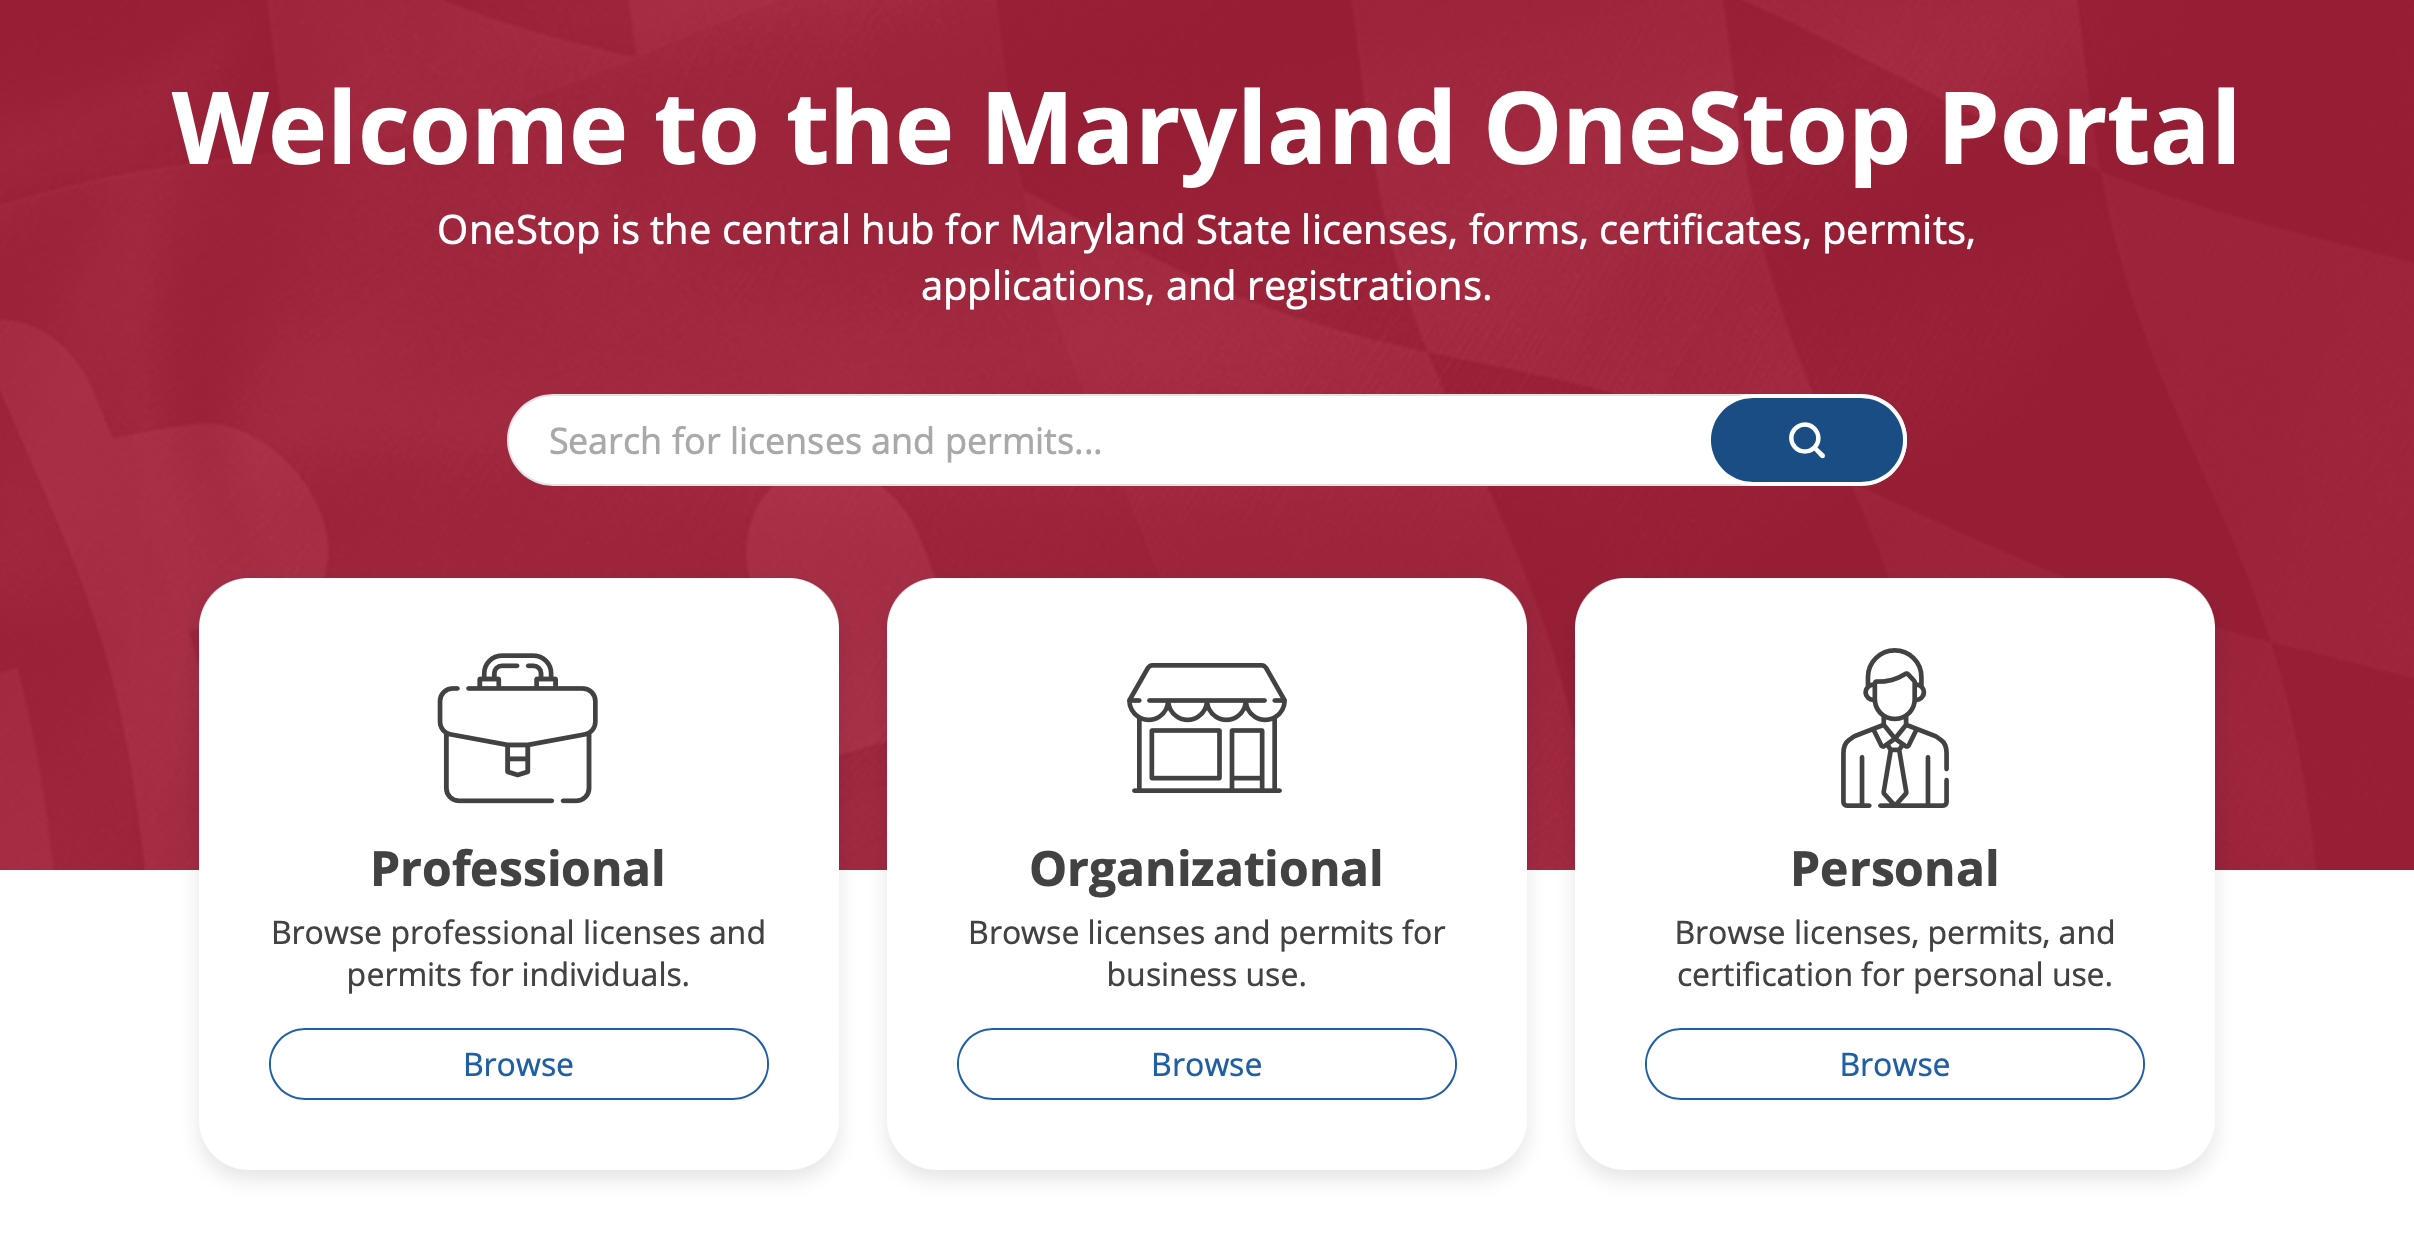 Welcome to the Maryland OneStop Portal
OneStop is the central hub for Maryland State licenses, forms, certificates, permits,
applications, and registrations.
Search for licenses and permits...
Professional
Browse professional licenses and
permits for individuals.
Browse
Organizational
Browse licenses and permits for
business use.
Browse
Personal
Browse licenses, permits, and
certification for personal use.
Browse